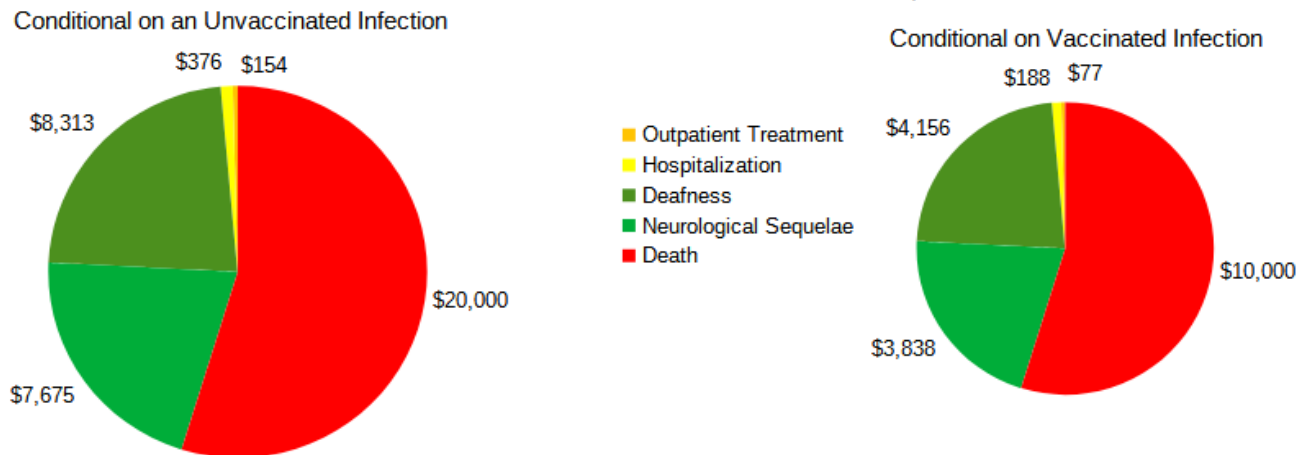 Conditional on an Unvaccinated Infection
$376
$154
$8,313
$20,000
$7,675
Outpatient Treatment
Hospitalization
Deafness
Neurological Sequelae
Death
Conditional on Vaccinated Infection
$188
$77
$4,156
$10,000
$3,838